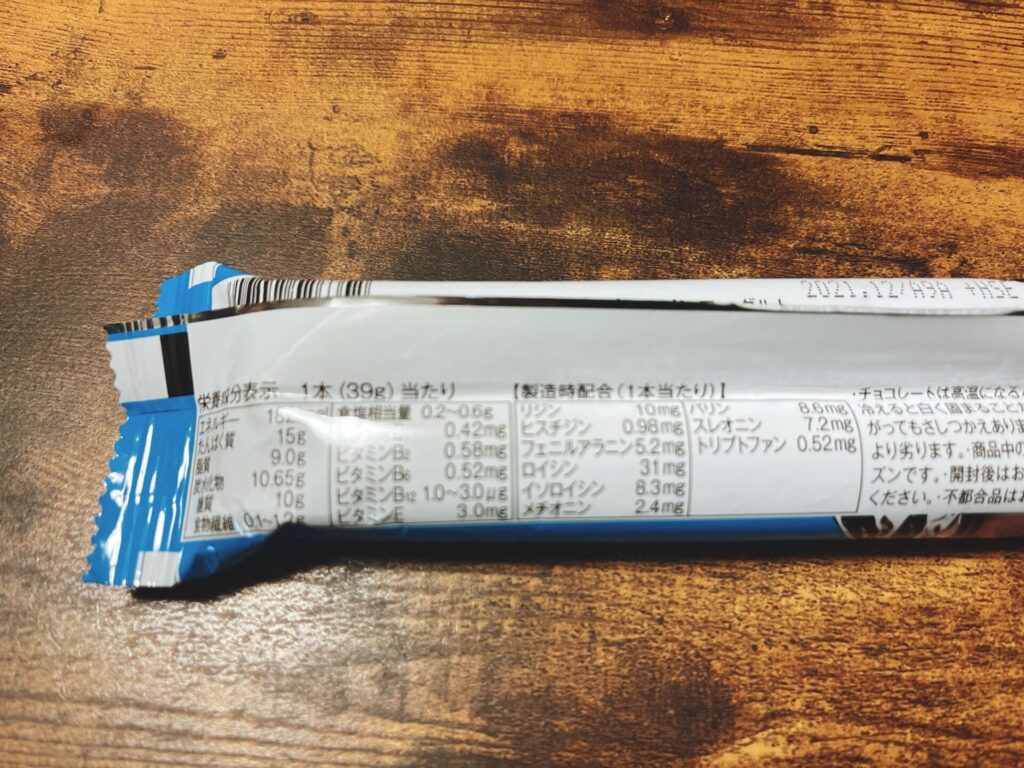 2021.12/A9A +HSE
栄養成分表示 1本(39g)当たり
エネルギー
たんぱく質 15g
脂質 9.0g
炭水化物 10.65g
糖質 10g
食物繊維 0.1~
食塩相当量 0.2~0.6g
0.42mg
ビタミンB2 0.58mg
ビタミンB6 0.52mg
ビタミンB12 1.0~3.0μg
ビタミンE 3.0mg
【製造時配合(1本当たり)】
リジン 10mg
ヒスチジン 0.98mg
フェニルアラニン 5.2mg
ロイシン 31mg
イソロイシン 8.3mg
メチオニン 2.4mg
バリン 8.6mg
スレオニン 7.2mg
トリプトファン 0.52mg
・チョコレートは高温になる
冷えると白く固まることが
がってもさしつかえありま
より劣ります。・商品中の
ズンです。・開封後はお
ください。・不都合品はお